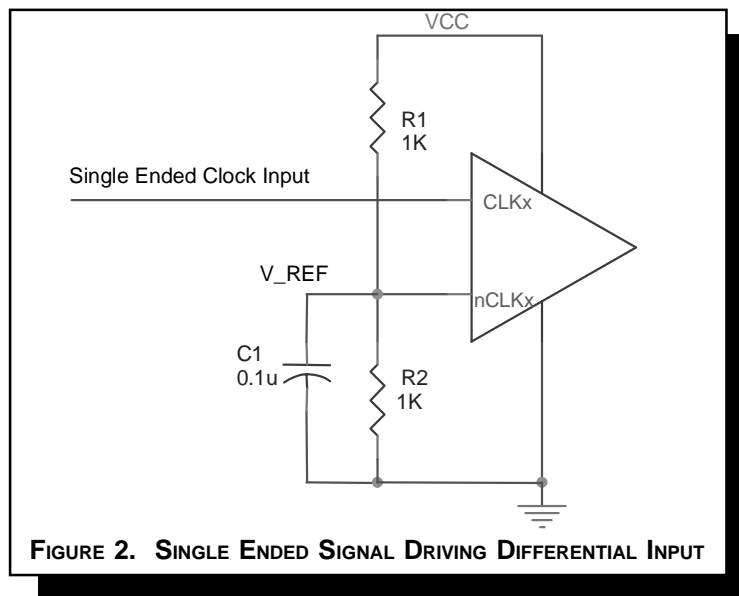 VCC
R1
1K
Single Ended Clock Input
CLKx
V_REF
nCLKx
C1
0.1u
R2
1K
FIGURE 2. SINGLE ENDED SIGNAL DRIVING DIFFERENTIAL INPUT